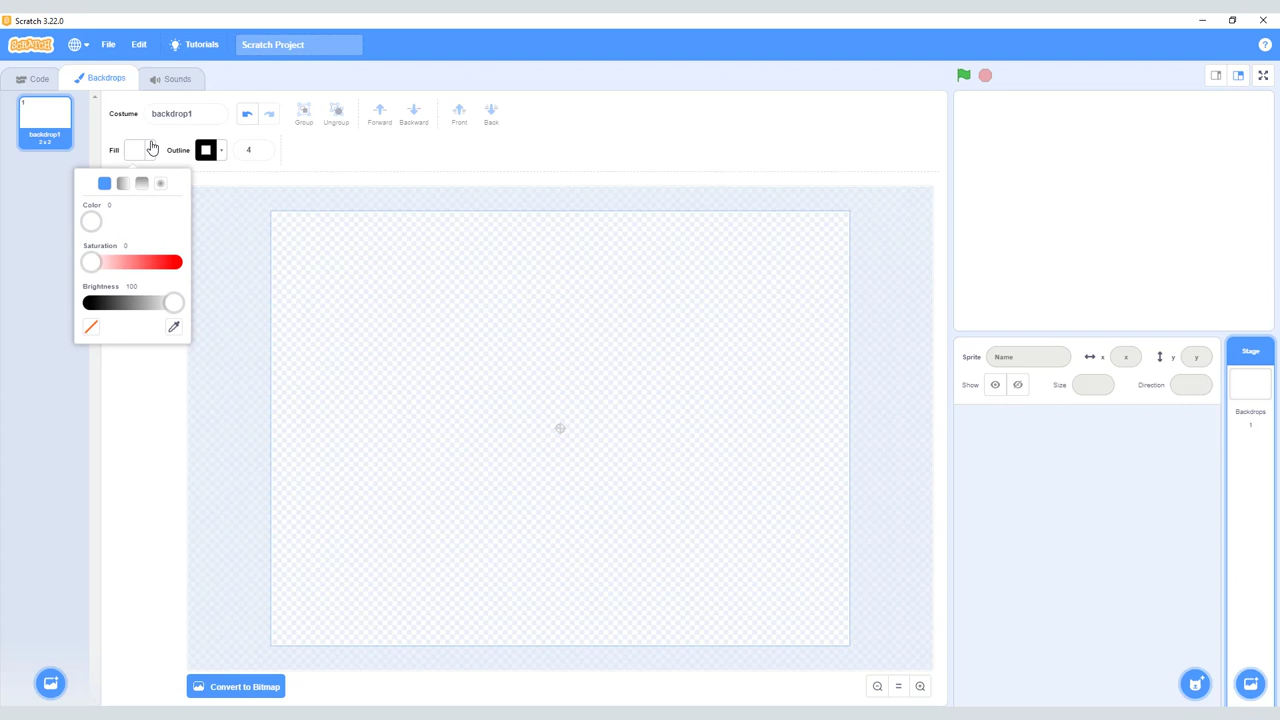 Scratch 3.22.0
SCRATCH File Edit Tutorials Scratch Project ?
Code Backdrops Sounds
1
backdrop1
2 x 2
Costume backdrop1
Group Ungroup Forward Backward Front Back
Fill Outline 4
Color 0
Saturation 0
Brightness 100
Convert to Bitmap
Sprite Name x x y y
Show Size Direction
Stage
Backdrops
1